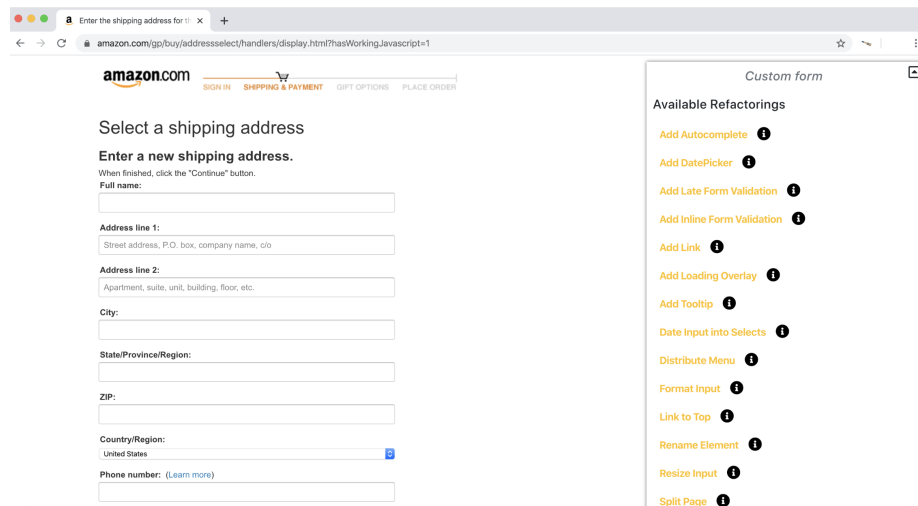 Enter the shipping address for th
amazon.com/gp/buy/addressselect/handlers/display.html?hasWorkingJavascript=1
amazon.com
SIGN IN SHIPPING & PAYMENT GIFT OPTIONS PLACE ORDER
Select a shipping address
Enter a new shipping address.
When finished, click the "Continue" button.
Full name:
Address line 1:
Street address, P.O. box, company name, c/o
Address line 2:
Apartment, suite, unit, building, floor, etc.
City:
State/Province/Region:
ZIP:
Country/Region:
United States
Phone number: (Learn more)
Custom form
Available Refactorings
Add Autocomplete
Add DatePicker
Add Late Form Validation
Add Inline Form Validation
Add Link
Add Loading Overlay
Add Tooltip
Date Input into Selects
Distribute Menu
Format Input
Link to Top
Rename Element
Resize Input
Split Page